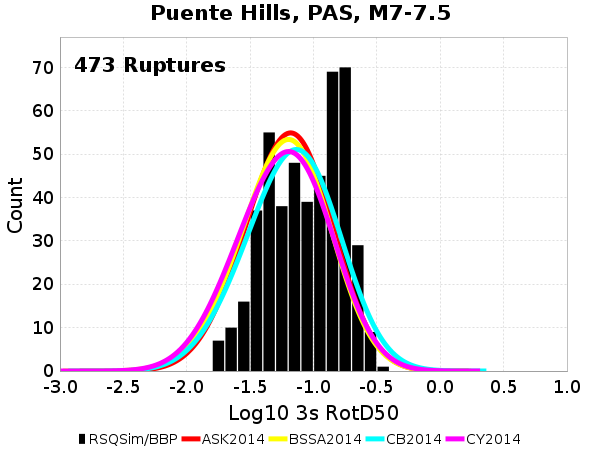 Puente Hills, PAS, M7-7.5
473 Ruptures
Count
70
60
50
40
30
20
10
0
-3.0 -2.5 -2.0 -1.5 -1.0 -0.5 0.0 0.5 1.0
Log10 3s RotD50
RSQSim/BBP ASK2014 BSSA2014 CB2014 CY2014